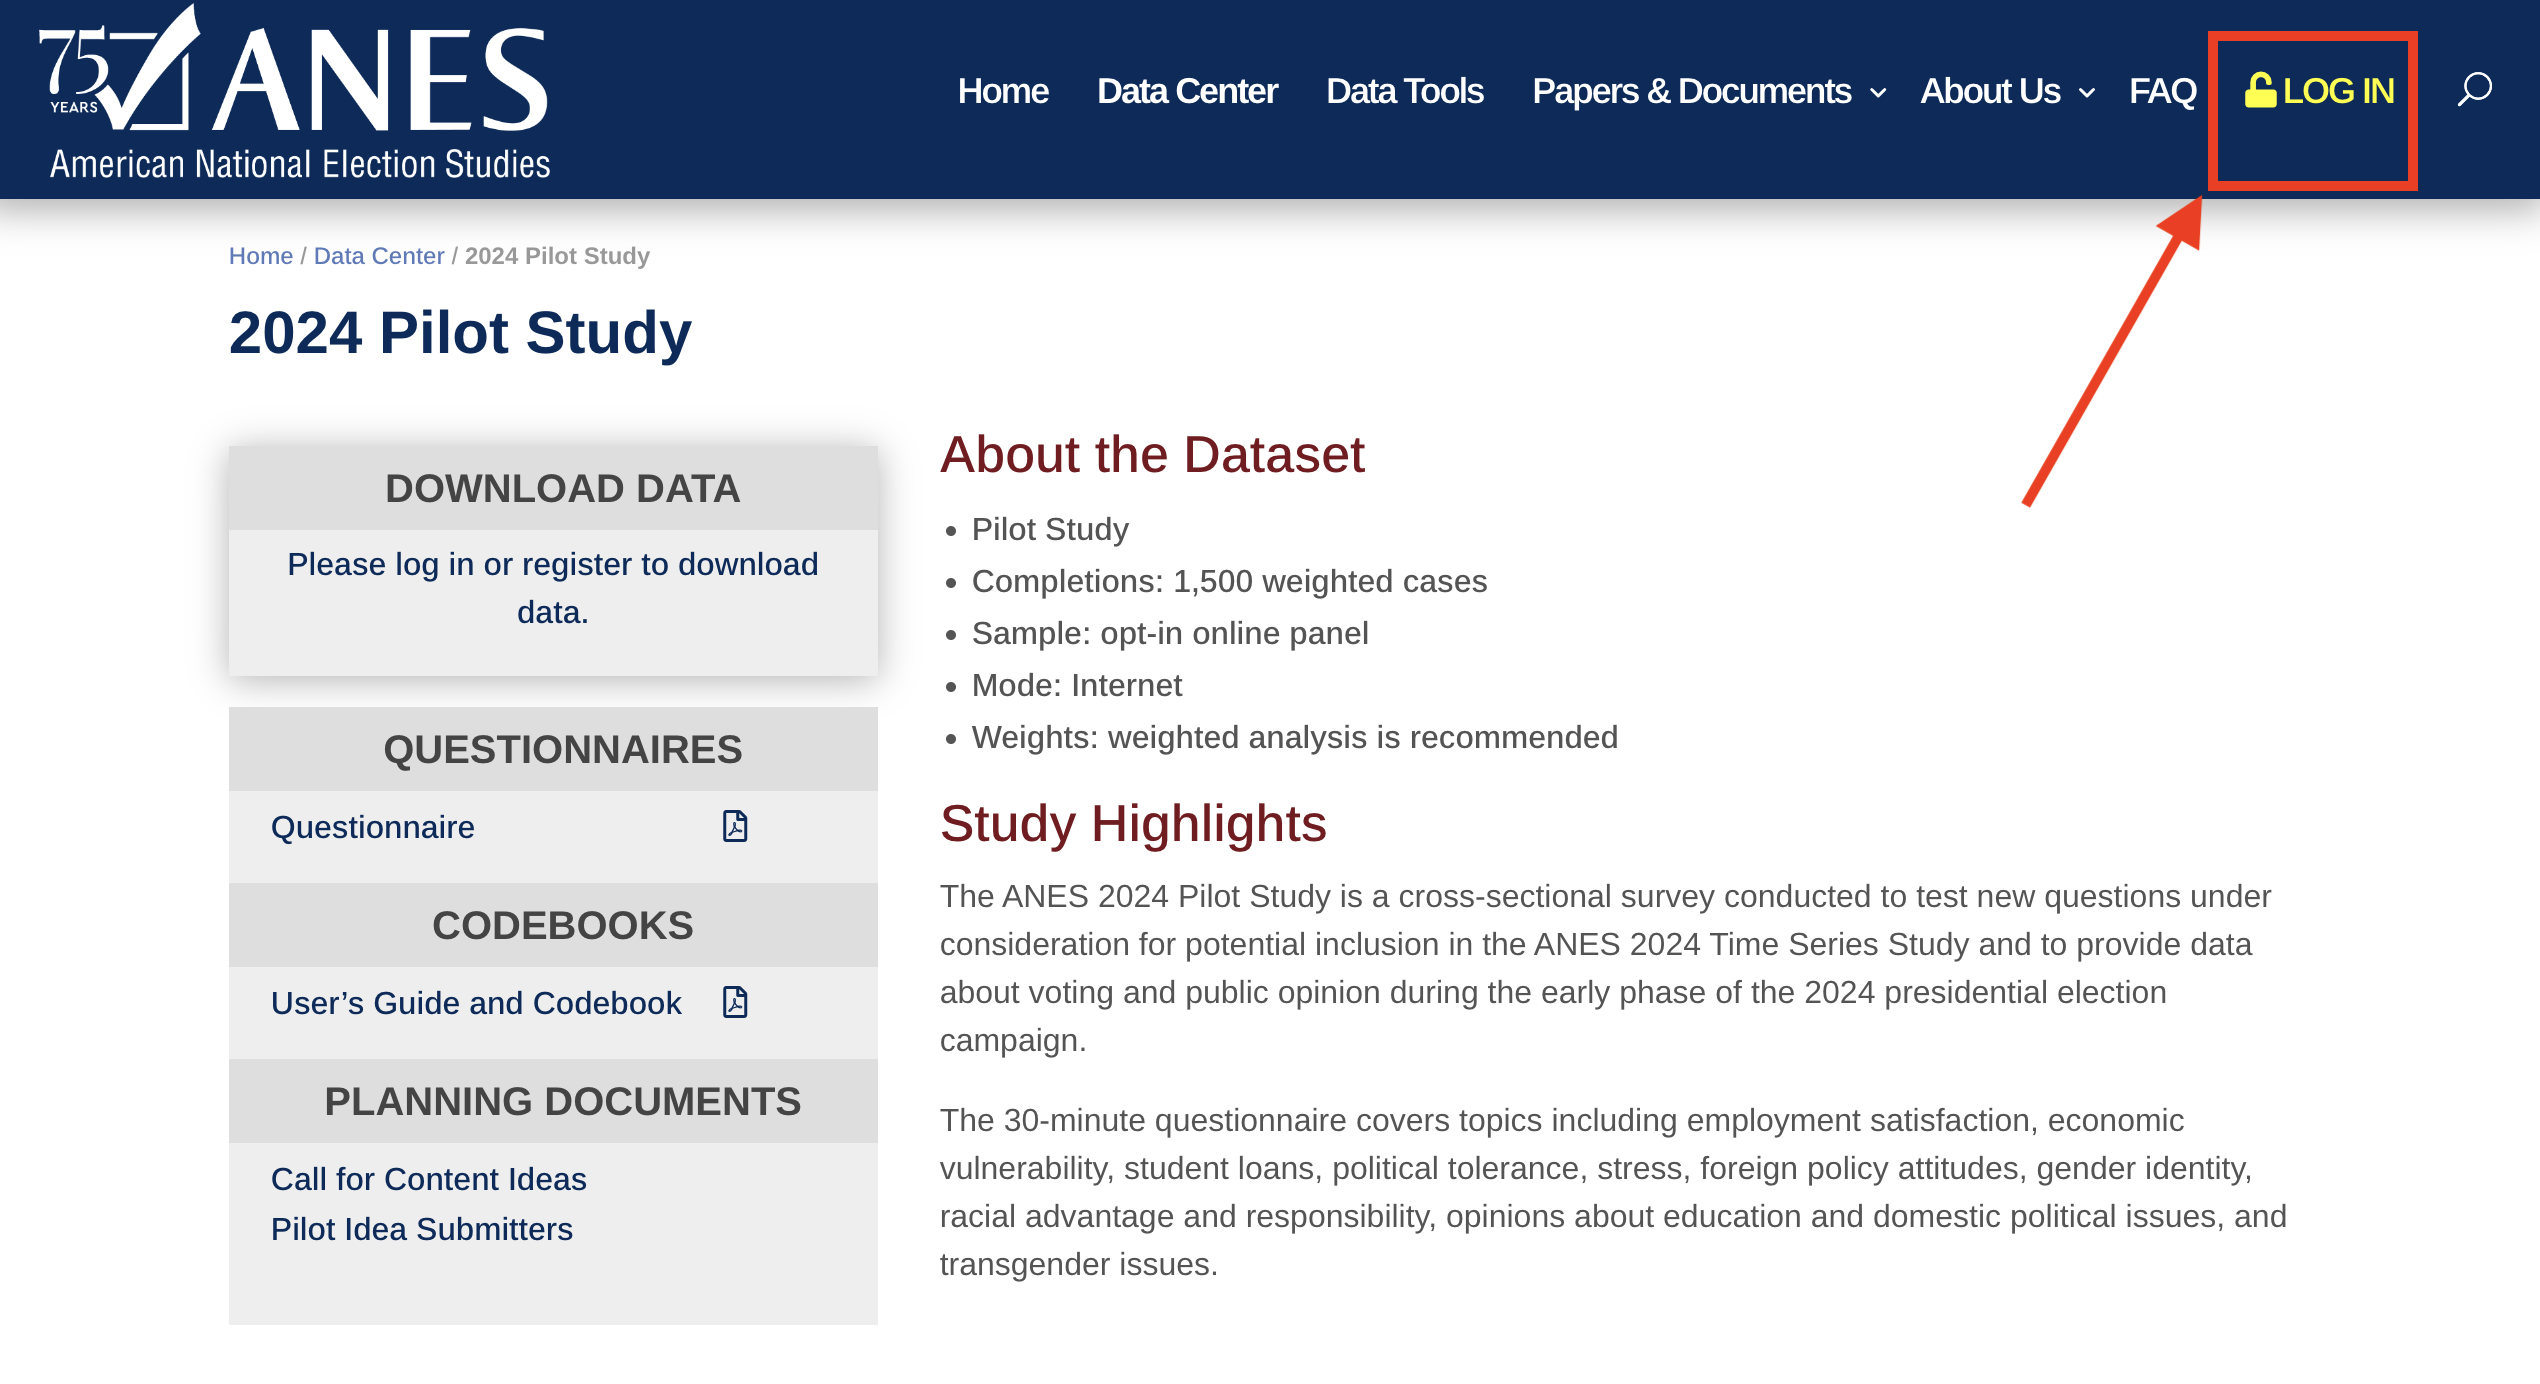 75 YEARS ANES
American National Election Studies
Home Data Center Data Tools Papers & Documents About Us FAQ LOG IN
Home / Data Center / 2024 Pilot Study
2024 Pilot Study
DOWNLOAD DATA
Please log in or register to download
data.
QUESTIONNAIRES
Questionnaire
CODEBOOKS
User’s Guide and Codebook
PLANNING DOCUMENTS
Call for Content Ideas
Pilot Idea Submitters
About the Dataset
• Pilot Study
• Completions: 1,500 weighted cases
• Sample: opt-in online panel
• Mode: Internet
• Weights: weighted analysis is recommended
Study Highlights
The ANES 2024 Pilot Study is a cross-sectional survey conducted to test new questions under
consideration for potential inclusion in the ANES 2024 Time Series Study and to provide data
about voting and public opinion during the early phase of the 2024 presidential election
campaign.
The 30-minute questionnaire covers topics including employment satisfaction, economic
vulnerability, student loans, political tolerance, stress, foreign policy attitudes, gender identity,
racial advantage and responsibility, opinions about education and domestic political issues, and
transgender issues.